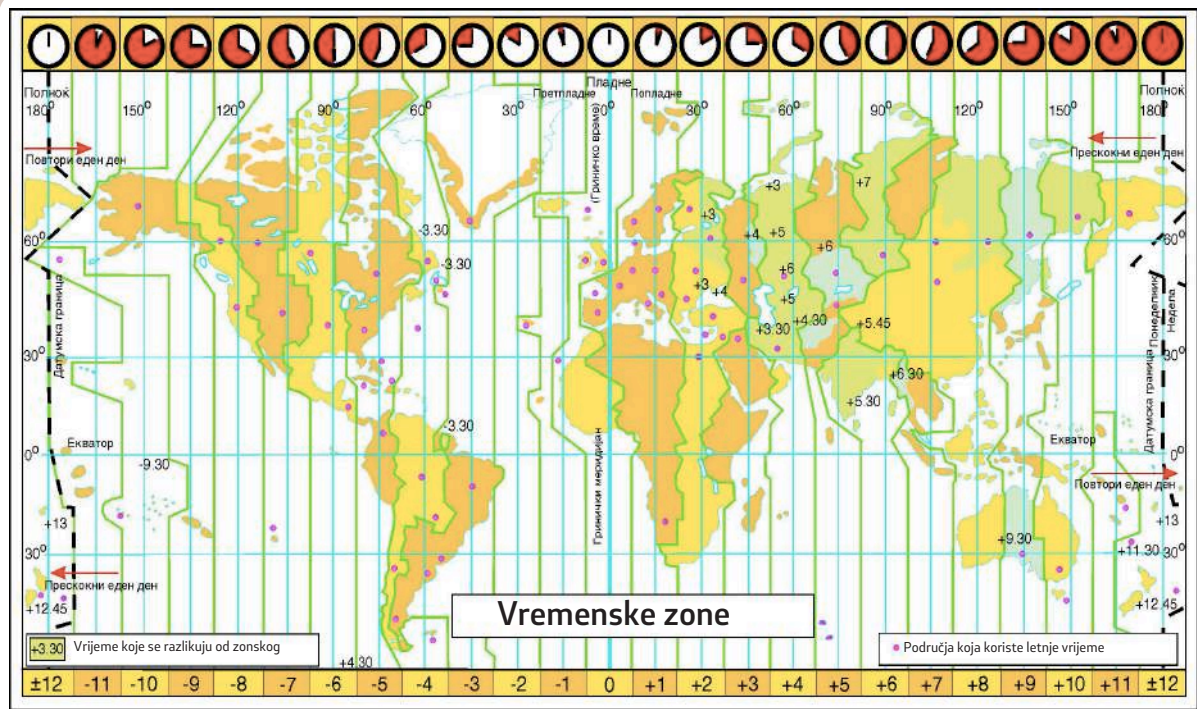 Полноќ
180° 150° 120° 90° 60° 30° Претпладне
Пладне
0°
Попладне
30° 60° 90° 120° 150°
Полноќ
180°
(Гриничко време)
Повтори еден ден
Прескокни еден ден
+3
+7
+3
-3.30
+4
+5
+6
60°
60°
-3.30
+6
+3
+4
+5
Датумска граница
Понеделник
Недела
+3.30
+4.30
+5.45
30°
30°
+6.30
+5.30
Датумска граница
-3.30
Екватор
Екватор
0°
0°
-9.30
Гринички меридијан
Повтори еден ден
+13
+13
+9.30
+11.30
30°
30°
Прескокни еден ден
+12.45
+12.45
Vremenske zone
+3.30 Vrijeme koje se razlikuju od zonskog
Područja koja koriste letnje vrijeme
+4.30
±12 -11 -10 -9 -8 -7 -6 -5 -4 -3 -2 -1 0 +1 +2 +3 +4 +5 +6 +7 +8 +9 +10 +11 ±12